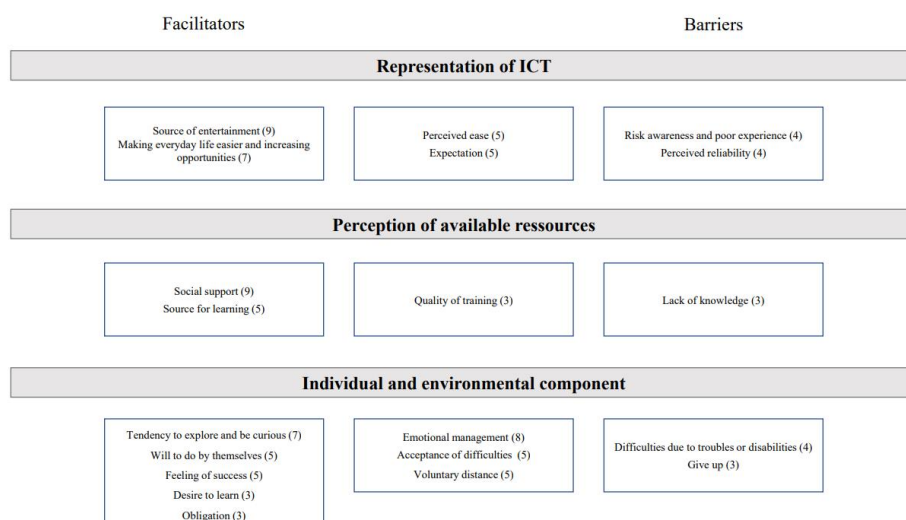 Facilitators
Barriers
Representation of ICT
Source of entertainment (9)
Making everyday life easier and increasing
opportunities (7)
Perceived ease (5)
Expectation (5)
Risk awareness and poor experience (4)
Perceived reliability (4)
Perception of available ressources
Social support (9)
Source for learning (5)
Quality of training (3)
Lack of knowledge (3)
Individual and environmental component
Tendency to explore and be curious (7)
Will to do by themselves (5)
Feeling of success (5)
Desire to learn (3)
Obligation (3)
Emotional management (8)
Acceptance of difficulties (5)
Voluntary distance (5)
Difficulties due to troubles or disabilities (4)
Give up (3)